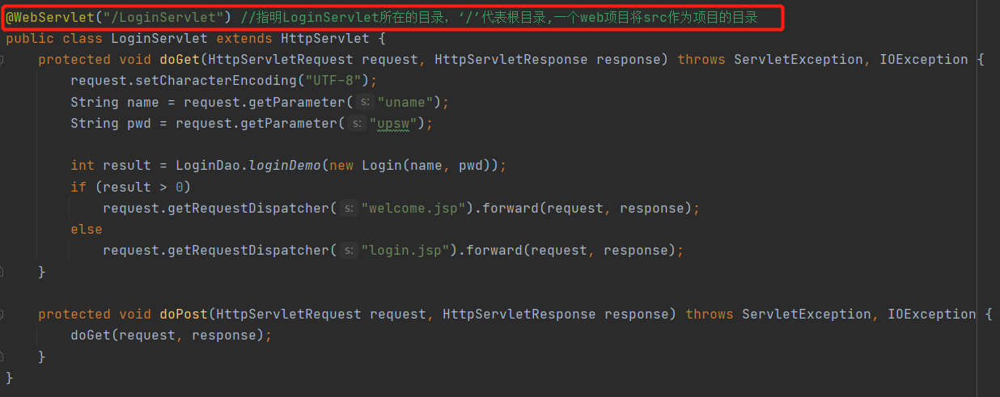 @WebServlet("/LoginServlet") //指明LoginServlet所在的目录，‘/’代表根目录,一个web项目将src作为项目的目录
public class LoginServlet extends HttpServlet {
    protected void doGet(HttpServletRequest request, HttpServletResponse response) throws ServletException, IOException {
        request.setCharacterEncoding("UTF-8");
        String name = request.getParameter( s: "uname");
        String pwd = request.getParameter( s: "upsw");

        int result = LoginDao.loginDemo(new Login(name, pwd));
        if (result > 0)
            request.getRequestDispatcher( s: "welcome.jsp").forward(request, response);
        else
            request.getRequestDispatcher( s: "login.jsp").forward(request, response);
    }

    protected void doPost(HttpServletRequest request, HttpServletResponse response) throws ServletException, IOException {
        doGet(request, response);
    }
}